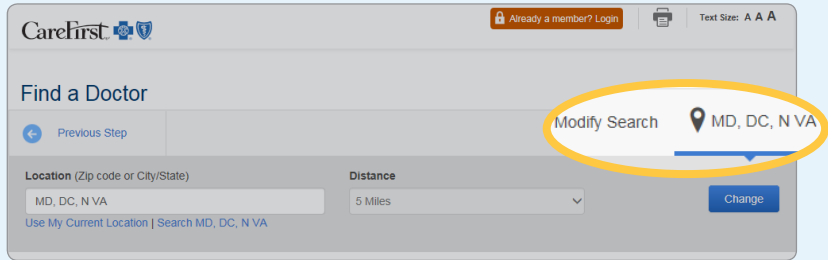 CareFirst
Already a member? Login
Text Size: A A A
Find a Doctor
Previous Step
Modify Search
MD, DC, N VA
Location (Zip code or City/State)
Distance
MD, DC, N VA
5 Miles
Change
Use My Current Location | Search MD, DC, N VA